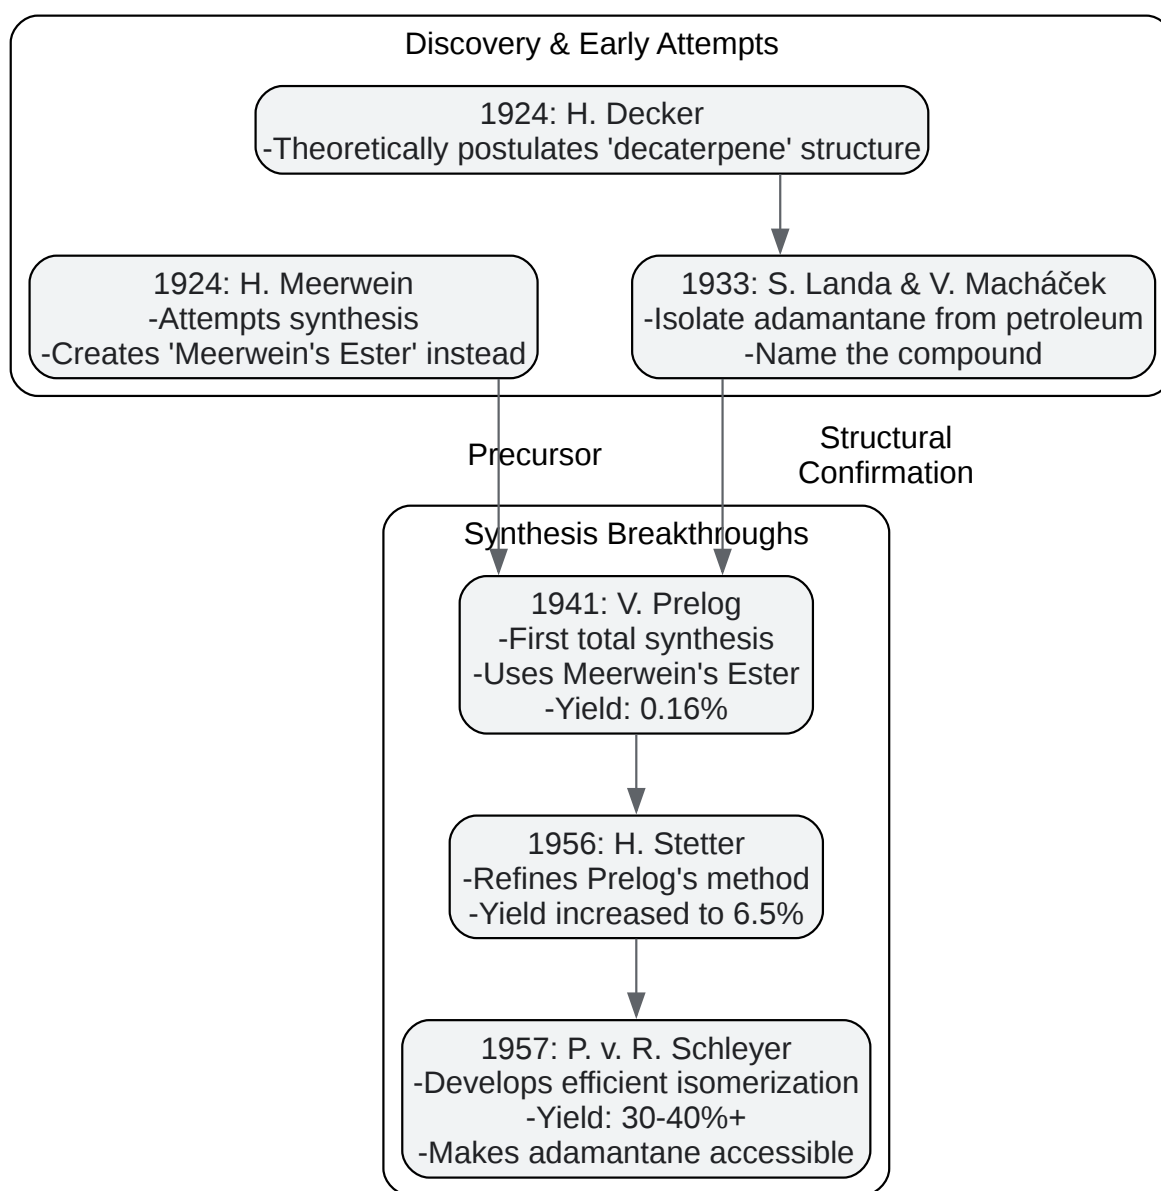 Discovery & Early Attempts
1924: H. Decker
-Theoretically postulates 'decaterpene' structure
1924: H. Meerwein
-Attempts synthesis
-Creates 'Meerwein's Ester' instead
1933: S. Landa & V. Macháček
-Isolate adamantane from petroleum
-Name the compound
Precursor
Structural
Confirmation
Synthesis Breakthroughs
1941: V. Prelog
-First total synthesis
-Uses Meerwein's Ester
-Yield: 0.16%
1956: H. Stetter
-Refines Prelog's method
-Yield increased to 6.5%
1957: P. v. R. Schleyer
-Develops efficient isomerization
-Yield: 30-40%+
-Makes adamantane accessible